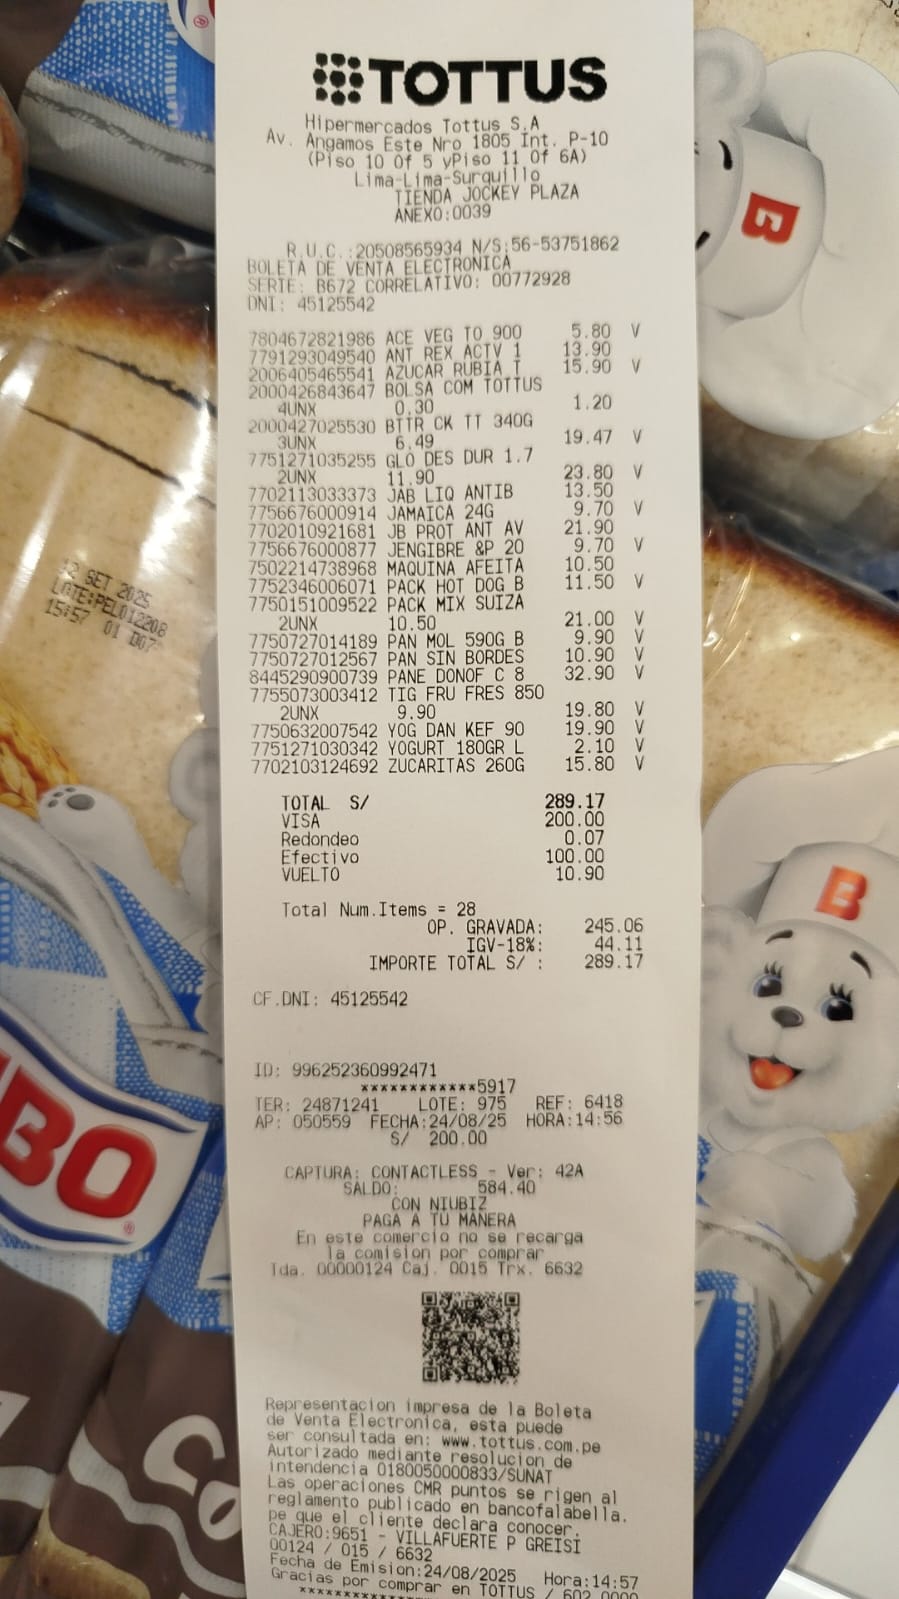 TOTTUS
Hipermercados Tottus S.A
Av. Angamos Este Nro 1805 Int. P-10
(Piso 10 Of 5 yPiso 11 Of 6A)
Lima-Lima-Surquillo
TIENDA JOCKEY PLAZA
ANEXO:0039
R.U.C.:20508565934 N/S:56-53751862
BOLETA DE VENTA ELECTRONICA
SERIE: B672 CORRELATIVO: 00772928
DNI: 45125542
7804672821986 ACE VEG TO 900 5.80 V
7791293049540 ANT REX ACTV 1 13.90
2006405465541 AZUCAR RUBIA T 15.90 V
2000426843647 BOLSA COM TOTTUS
4UNX 0.30 1.20
2000427025530 BTTR CK TT 340G
3UNX 6.49 19.47 V
7751271035255 GLO DES DUR 1.7
2UNX 11.90 23.80 V
7702113033373 JAB LIQ ANTIB 13.50
7756676000914 JAMAICA 24G 9.70 V
7702010921681 JB PROT ANT AV 21.90
7756676000877 JENGIBRE &P 20 9.70 V
7502214738968 MAQUINA AFEITA 10.50
7752346006071 PACK HOT DOG B 11.50 V
7750151009522 PACK MIX SUIZA
2UNX 10.50 21.00 V
7750727014189 PAN MOL 590G B 9.90 V
7750727012567 PAN SIN BORDES 10.90 V
8445290900739 PANE DONOF C 8 32.90 V
7755073003412 TIG FRU FRES 850
2UNX 9.90 19.80 V
7750632007542 YOG DAN KEF 90 19.90 V
7751271030342 YOGURT 180GR L 2.10 V
7702103124692 ZUCARITAS 260G 15.80 V
TOTAL S/ 289.17
VISA 200.00
Redondeo 0.07
Efectivo 100.00
VUELTO 10.90
Total Num.Items = 28
OP. GRAVADA: 245.06
IGV-18%: 44.11
IMPORTE TOTAL S/ : 289.17
CF.DNI: 45125542
ID: 996252360992471
************5917
TER: 24871241 LOTE: 975 REF: 6418
AP: 050559 FECHA:24/08/25 HORA:14:56
S/ 200.00
CAPTURA: CONTACTLESS - Ver: 42A
SALDO: 584.40
CON NIUBIZ
PAGA A TU MANERA
En este comercio no se recarga
la comision por comprar
Tda. 00000124 Caj. 0015 Trx. 6632
Representacion impresa de la Boleta
de Venta Electronica, esta puede
ser consultada en: www.tottus.com.pe
Autorizado mediante resolucion de
intendencia 0180050000833/SUNAT
Las operaciones CMR puntos se rigen al
reglamento publicado en bancofalabella.
pe que el cliente declara conocer.
CAJERO:9651 - VILLAFUERTE P GREISI
00124 / 015 / 6632
Fecha de Emision:24/08/2025 Hora:14:57
Gracias por comprar en TOTTUS /
12 SET 2025
LOTE:PEL012208
15:57 01 D07
B
B
BO